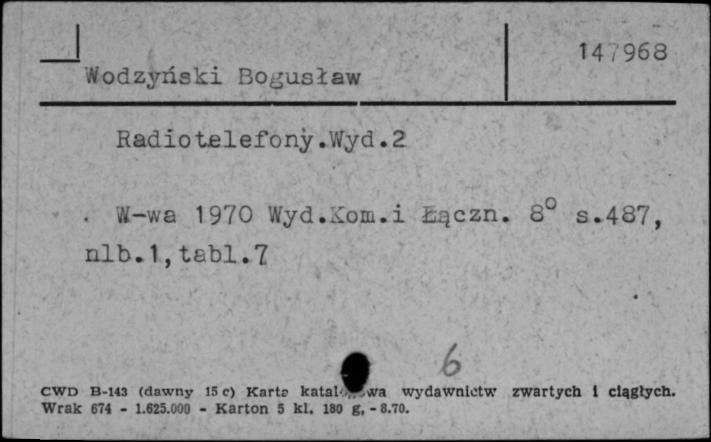 147968
Wodzyński Bogusław
Radiotelefony.Wyd.2
W-wa 1970 Wyd.Kom.i Łączn. 8° s.487,
nlb.1,tabl.7
6
CWD B-143 (dawny 15 c) Karta wydawnictw zwartych i ciągłych.
Wrak 674 - 1.625.000 - Karton 5 kl. 180 g, - 8.70.